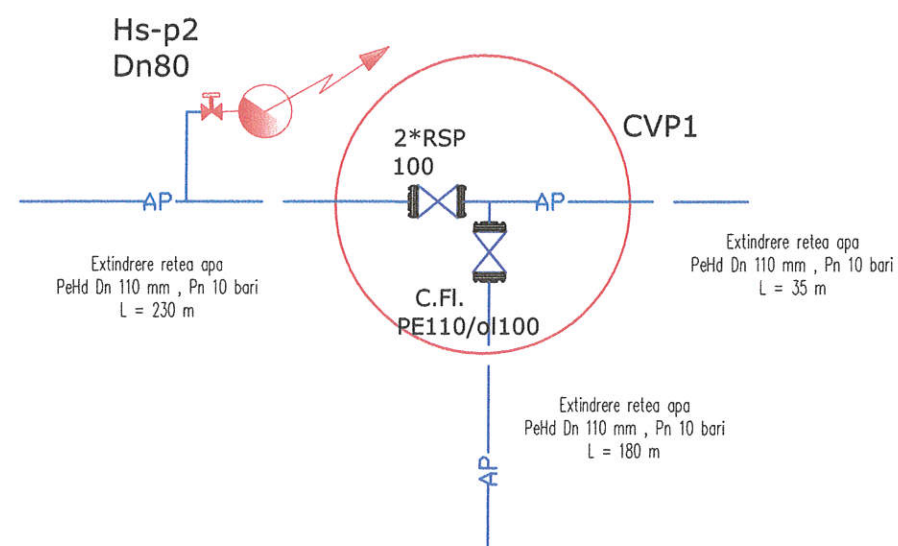 Hs-p2
Dn80
CVP1
2*RSP
100
AP
AP
Extindrere retea apa
PeHd Dn 110 mm , Pn 10 bari
L = 230 m
Extindrere retea apa
PeHd Dn 110 mm , Pn 10 bari
L = 35 m
C.Fl.
PE110/ol100
Extindrere retea apa
PeHd Dn 110 mm , Pn 10 bari
L = 180 m
AP